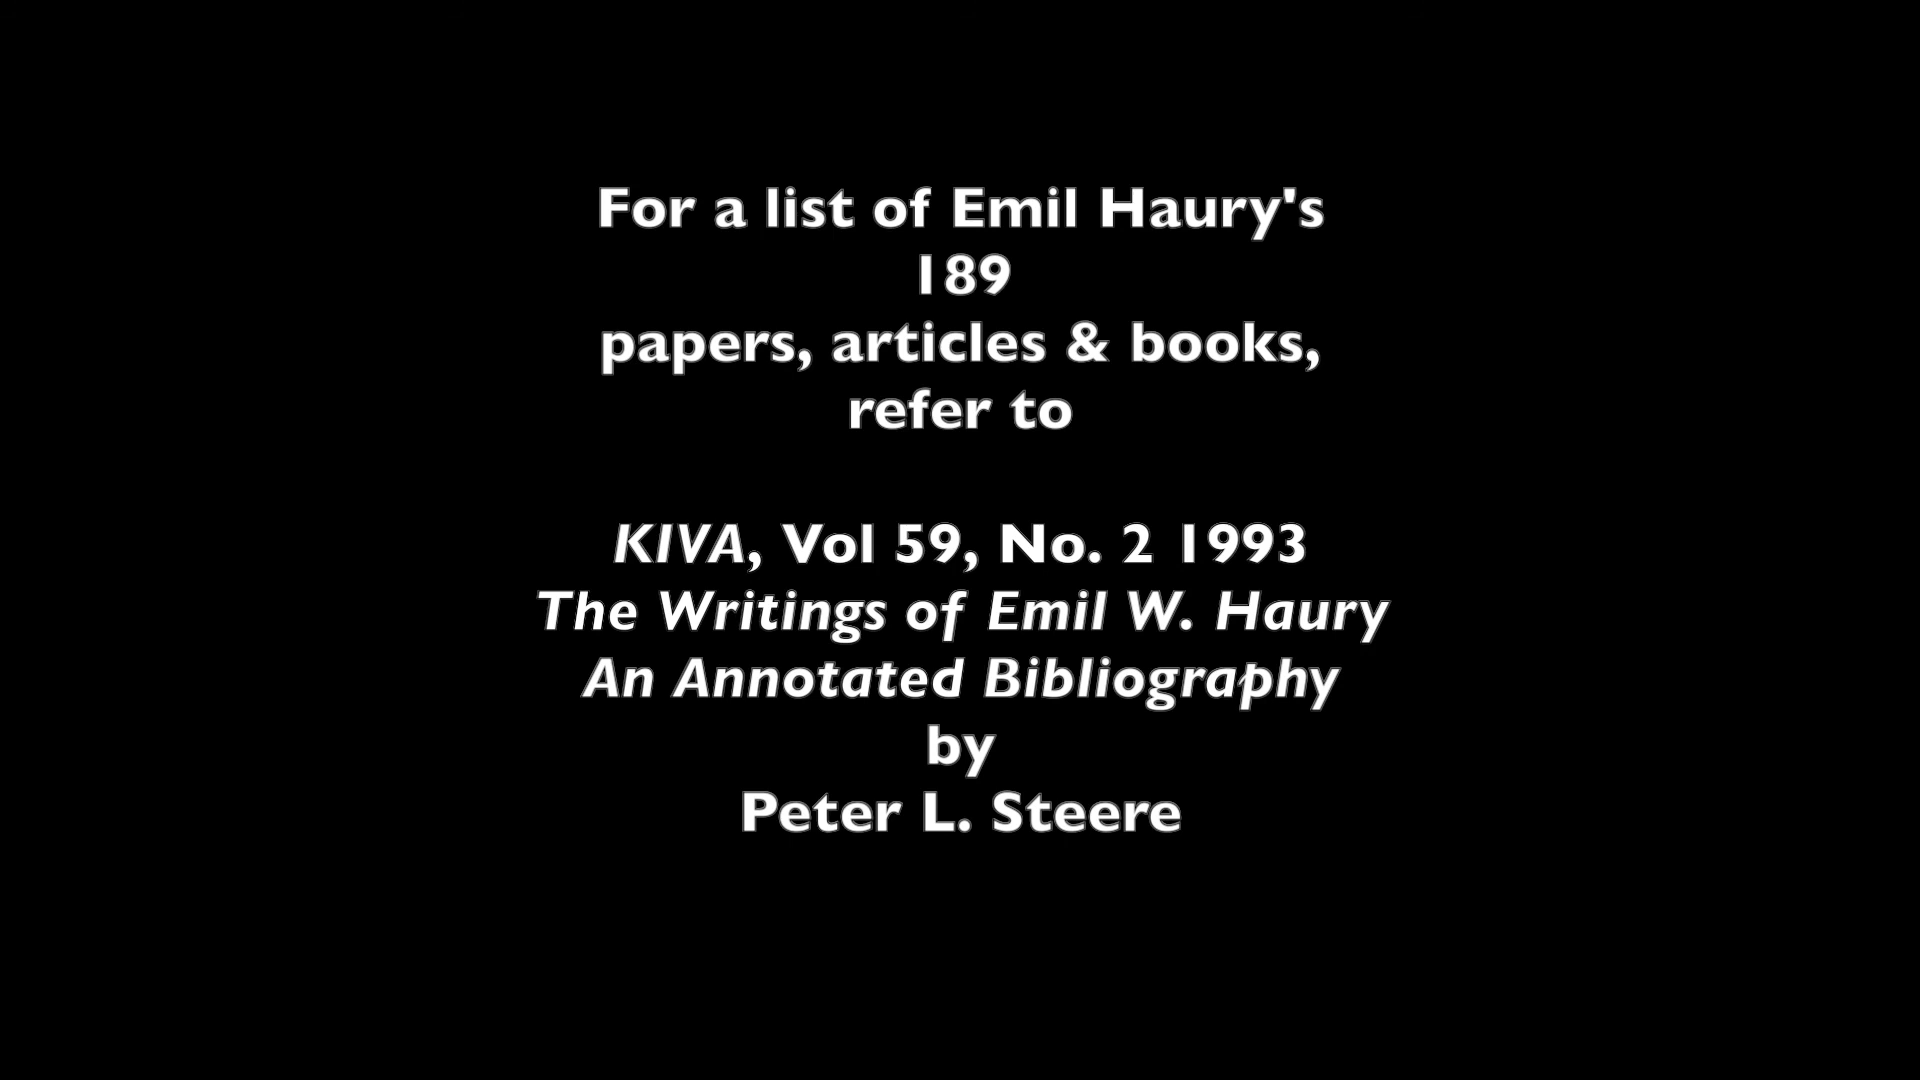 For a list of Emil Haury's
189
papers, articles & books,
refer to
KIVA, Vol 59, No. 2 1993
The Writings of Emil W. Haury
An Annotated Bibliography
by
Peter L. Steere